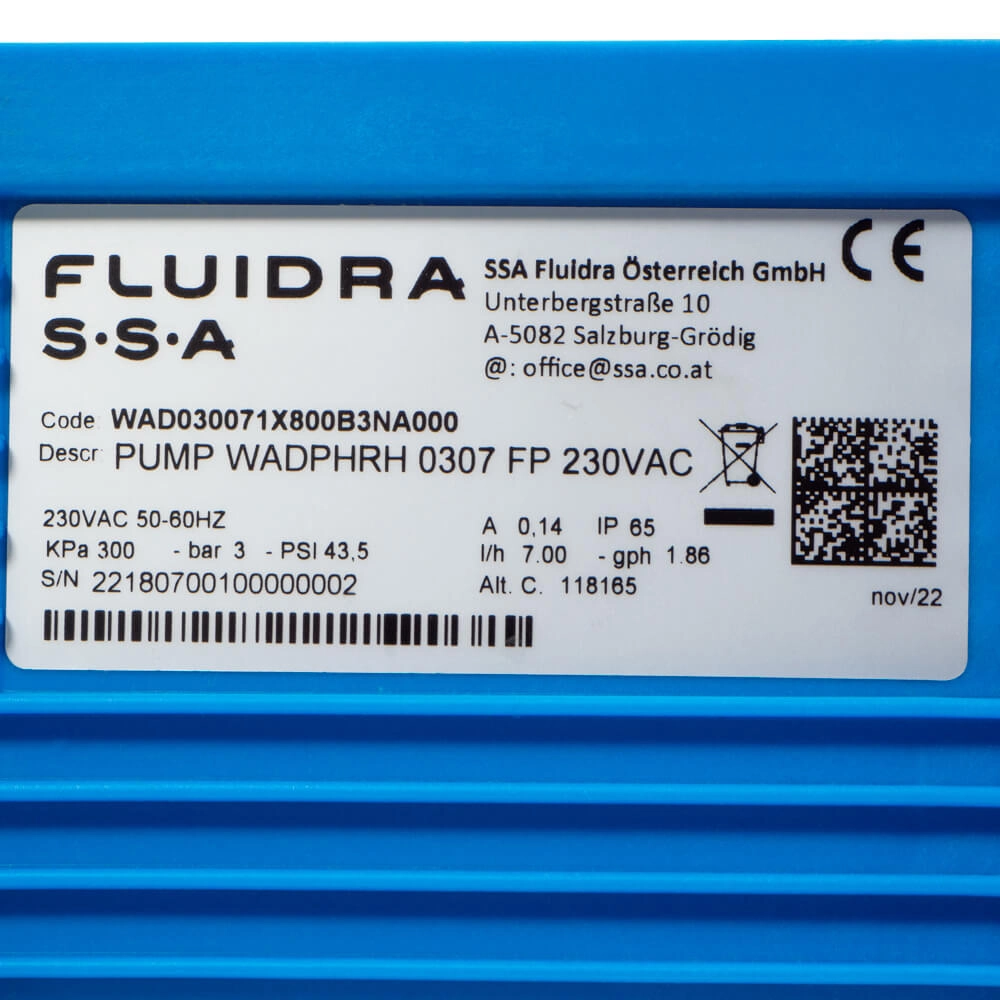 FLUIDRA
S·S·A
SSA Fluidra Österreich GmbH
Unterbergstraße 10
A-5082 Salzburg-Grödig
@: office@ssa.co.at
CE
Code: WAD030071X800B3NA000
Descr: PUMP WADPHRH 0307 FP 230VAC
230VAC 50-60HZ
KPa 300 - bar 3 - PSI 43,5
S/N 22180700100000002
A 0,14 IP 65
l/h 7.00 - gph 1.86
Alt. C. 118165
nov/22